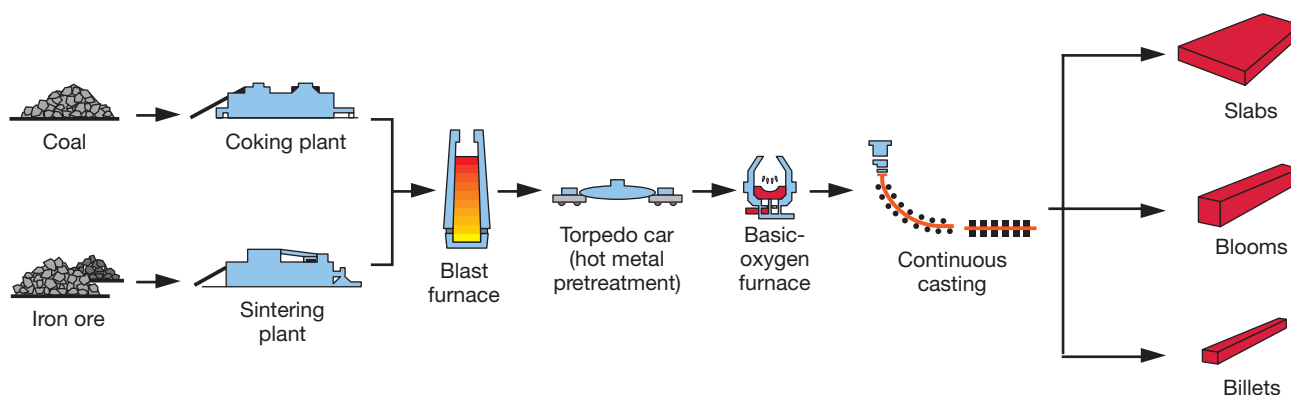 Coal
Coking plant
Iron ore
Sintering
plant
Blast
furnace
Torpedo car
(hot metal
pretreatment)
Basic-
oxygen
furnace
Continuous
casting
Slabs
Blooms
Billets